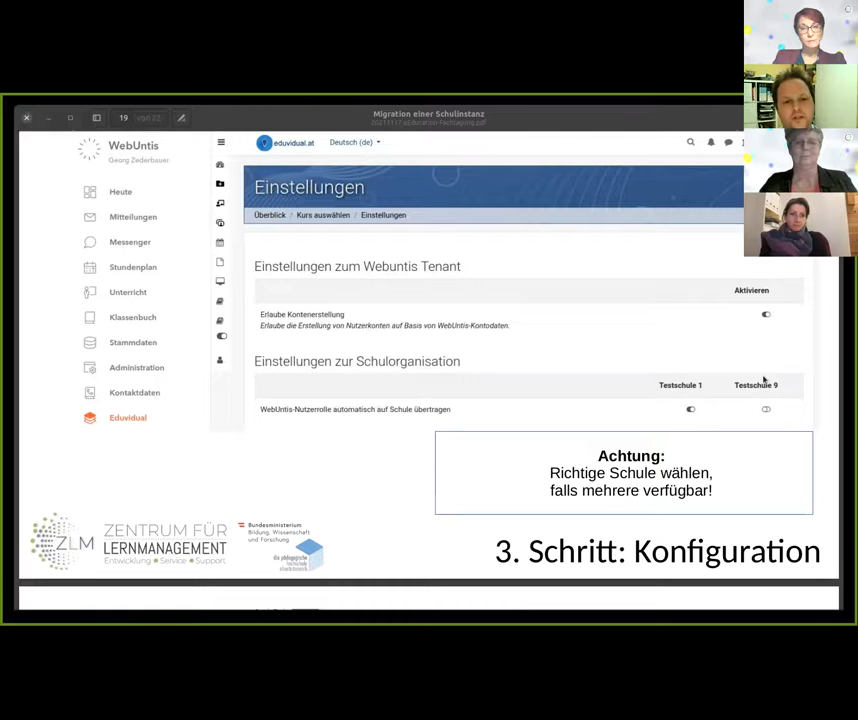 Migration einer Schulinstanz
19 von 22
WebUntis
Georg Zederbauer
eduvidual.at
Deutsch (de)
Heute
Mitteilungen
Messenger
Stundenplan
Unterricht
Klassenbuch
Stammdaten
Administration
Kontaktdaten
Eduvidual
Einstellungen
Überblick / Kurs auswählen / Einstellungen
Einstellungen zum Webuntis Tenant
Aktivieren
Erlaube Kontenerstellung
Erlaube die Erstellung von Nutzerkonten auf Basis von WebUntis-Kontodaten.
Einstellungen zur Schulorganisation
Testschule 1 Testschule 9
WebUntis-Nutzerrolle automatisch auf Schule übertragen
Achtung:
Richtige Schule wählen,
falls mehrere verfügbar!
ZLM
ZENTRUM FÜR
LERNMANAGEMENT
Entwicklung Service Support
Bundesministerium
Bildung, Wissenschaft
und Forschung
3. Schritt: Konfiguration